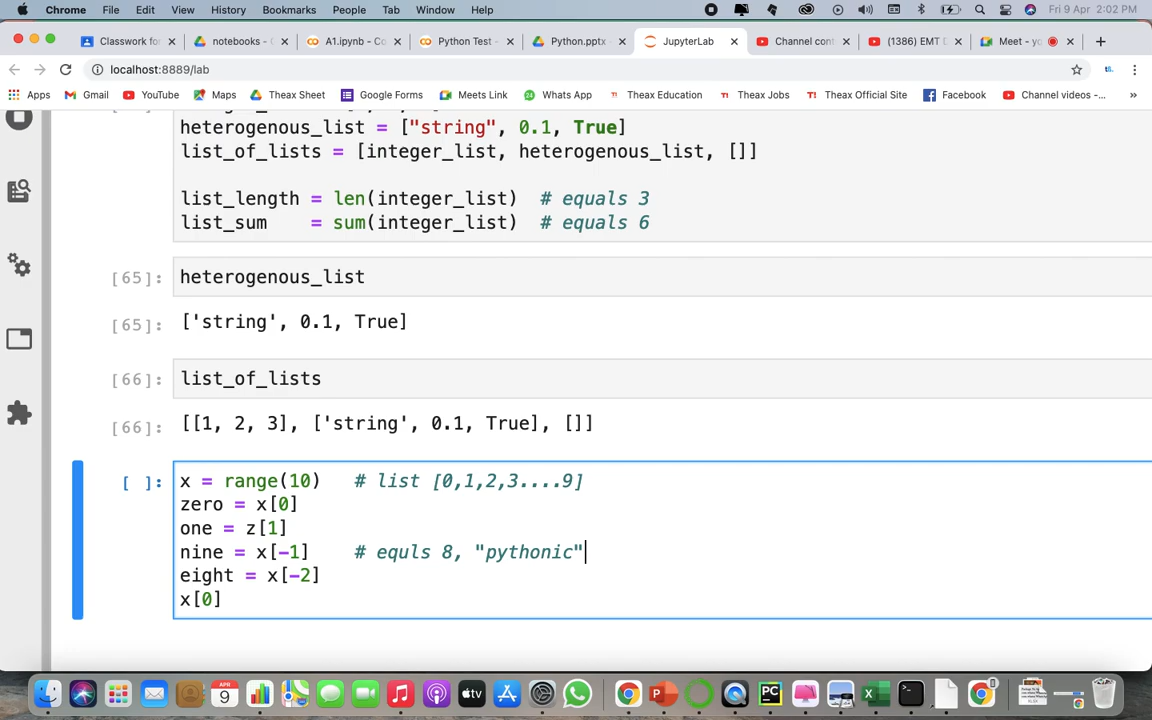 Chrome File Edit View History Bookmarks People Tab Window Help Fri 9 Apr 2:02 PM
Classwork for notebooks - G A1.ipynb - Co Python Test - Python.pptx JupyterLab Channel cont (1386) EMT D Meet - yq
localhost:8889/lab
Apps Gmail YouTube Maps Theax Sheet Google Forms Meets Link Whats App Theax Education Theax Jobs Theax Official Site Facebook Channel videos -... »
heterogenous_list = ["string", 0.1, True]
list_of_lists = [integer_list, heterogenous_list, []]
list_length = len(integer_list) # equals 3
list_sum = sum(integer_list) # equals 6
[65]: heterogenous_list
[65]: ['string', 0.1, True]
[66]: list_of_lists
[66]: [[1, 2, 3], ['string', 0.1, True], []]
[ ]: x = range(10) # list [0,1,2,3....9]
zero = x[0]
one = z[1]
nine = x[-1] # equls 8, "pythonic"
eight = x[-2]
x[0]